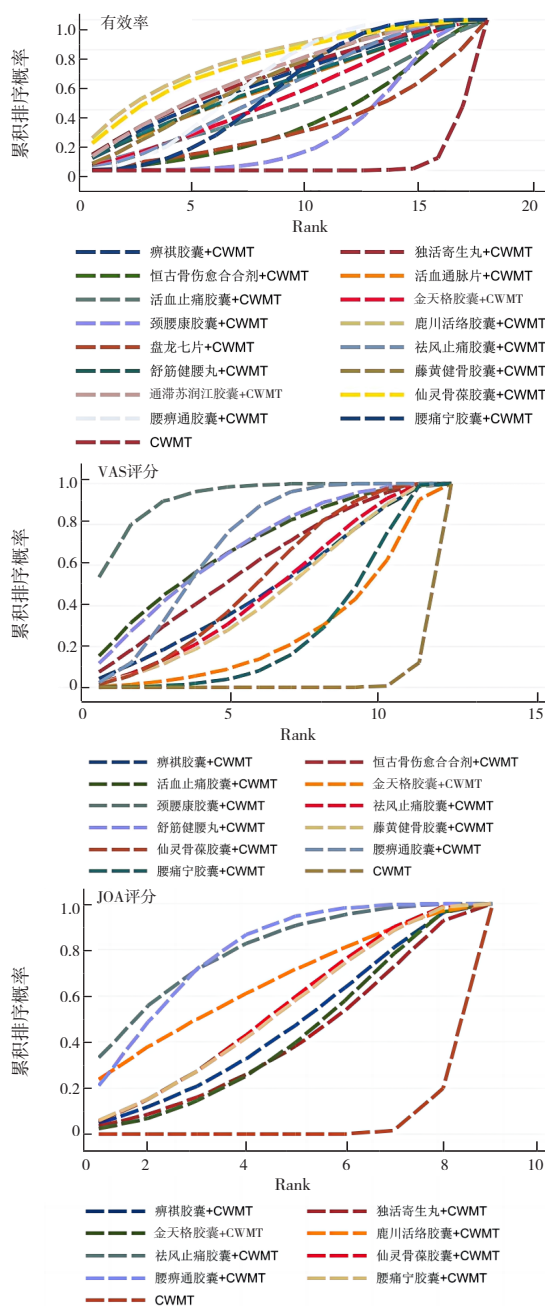 有效率
累积排序概率
1.0
0.8
0.6
0.4
0.2
0
0 5 10 15 20
Rank
痹祺胶囊+CWMT 独活寄生丸+CWMT
恒古骨伤愈合合剂+CWMT 活血通脉片+CWMT
活血止痛胶囊+CWMT 金天格胶囊+CWMT
颈腰康胶囊+CWMT 鹿川活络胶囊+CWMT
盘龙七片+CWMT 祛风止痛胶囊+CWMT
舒筋健腰丸+CWMT 藤黄健骨胶囊+CWMT
通滞苏润江胶囊+CWMT 仙灵骨葆胶囊+CWMT
腰痹通胶囊+CWMT 腰痛宁胶囊+CWMT
CWMT
VAS评分
累积排序概率
1.0
0.8
0.6
0.4
0.2
0
0 5 10 15
Rank
痹祺胶囊+CWMT 恒古骨伤愈合合剂+CWMT
活血止痛胶囊+CWMT 金天格胶囊+CWMT
颈腰康胶囊+CWMT 祛风止痛胶囊+CWMT
舒筋健腰丸+CWMT 藤黄健骨胶囊+CWMT
仙灵骨葆胶囊+CWMT 腰痹通胶囊+CWMT
腰痛宁胶囊+CWMT CWMT
JOA评分
累积排序概率
1.0
0.8
0.6
0.4
0.2
0
0 2 4 6 8 10
Rank
痹祺胶囊+CWMT 独活寄生丸+CWMT
金天格胶囊+CWMT 鹿川活络胶囊+CWMT
祛风止痛胶囊+CWMT 仙灵骨葆胶囊+CWMT
腰痹通胶囊+CWMT 腰痛宁胶囊+CWMT
CWMT